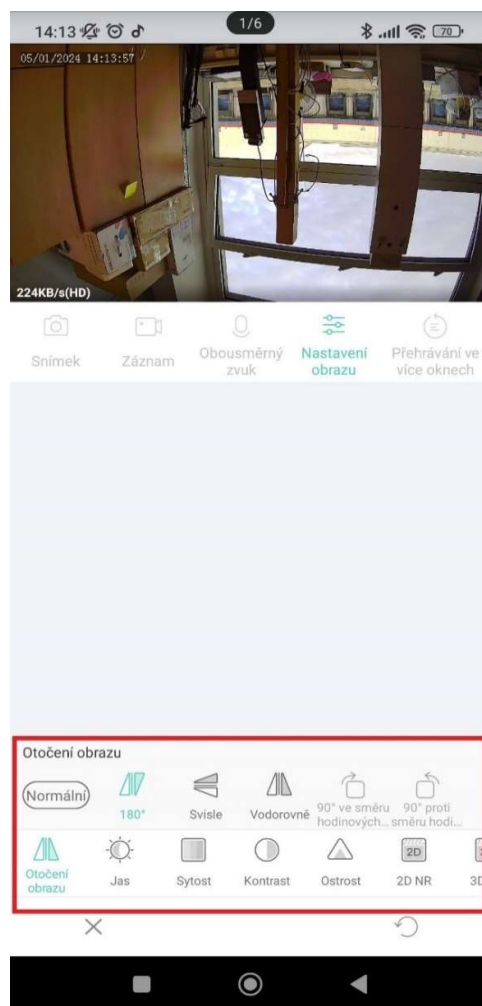 14:13
1/6
70
05/01/2024 14:13:57
224KB/s(HD)
Snímek
Záznam
Obousměrný
zvuk
Nastavení
obrazu
Přehrávání ve
více oknech
Otočení obrazu
Normální
180°
Svisle
Vodorovně
90° ve směru
hodinových...
90° proti
směru hodi...
Otočení
obrazu
Jas
Sytost
Kontrast
Ostrost
2D
2D NR
3D